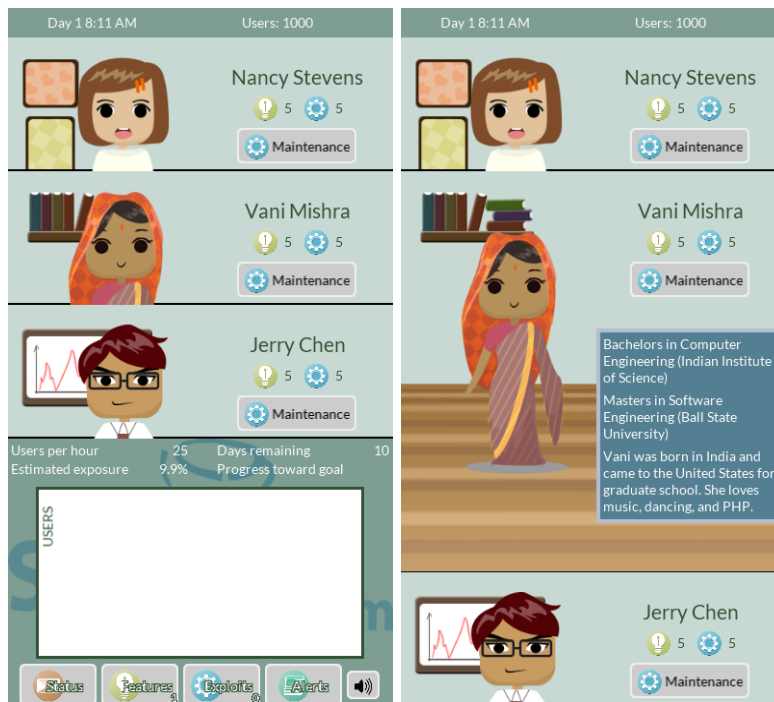 Day 1 8:11 AM Users: 1000
Nancy Stevens
5 5
Maintenance
Vani Mishra
5 5
Maintenance
Jerry Chen
5 5
Maintenance
Users per hour 25 Days remaining 10
Estimated exposure 9.9% Progress toward goal
USERS
Status Features Exploits Alerts
Day 1 8:11 AM Users: 1000
Nancy Stevens
5 5
Maintenance
Vani Mishra
5 5
Maintenance
Bachelors in Computer
Engineering (Indian Institute
of Science)
Masters in Software
Engineering (Ball State
University)
Vani was born in India and
came to the United States for
graduate school. She loves
music, dancing, and PHP.
Jerry Chen
5 5
Maintenance